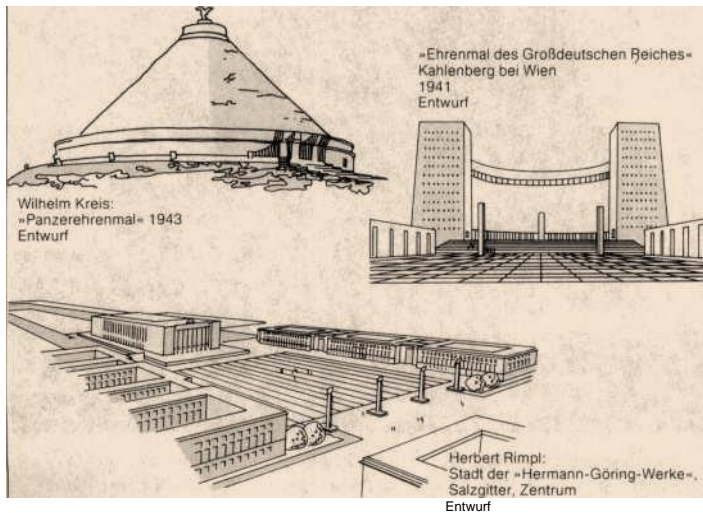 »Ehrenmal des Großdeutschen Reiches«
Kahlenberg bei Wien
1941
Entwurf
Wilhelm Kreis:
»Panzerehrenmal« 1943
Entwurf
Herbert Rimpl:
Stadt der »Hermann-Göring-Werke«,
Salzgitter, Zentrum
Entwurf